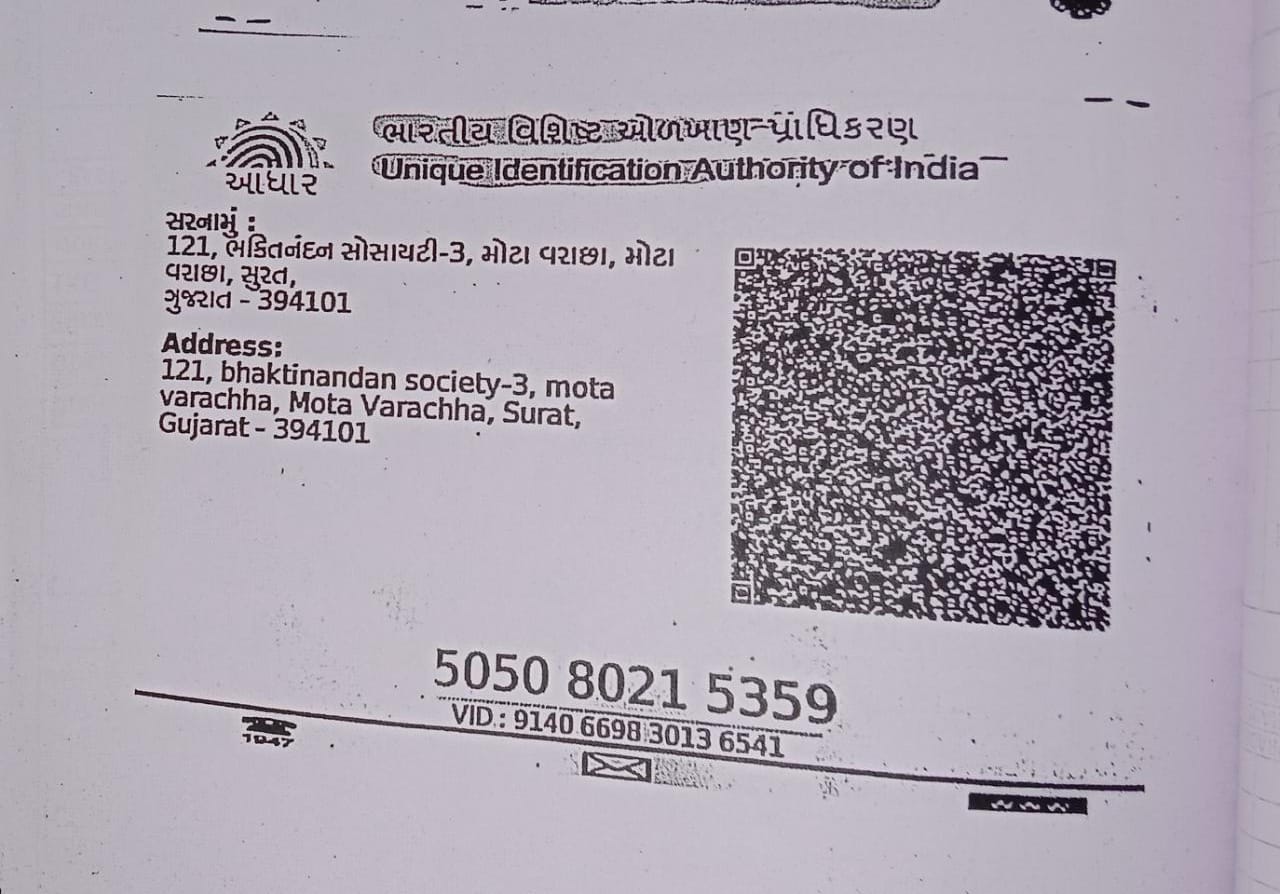 ભારતીય વિશિષ્ટ ઓળખાણ પ્રાધિકરણ
Unique Identification Authority of India
આધાર
સરનામું :
121, ભકિતનંદન સોસાયટી-3, મોટા વરાછા, મોટા
વરાછા, સુરત,
ગુજરાત - 394101
Address:
121, bhaktinandan society-3, mota
varachha, Mota Varachha, Surat,
Gujarat - 394101
5050 8021 5359
VID : 9140 6698 3013 6541
1947